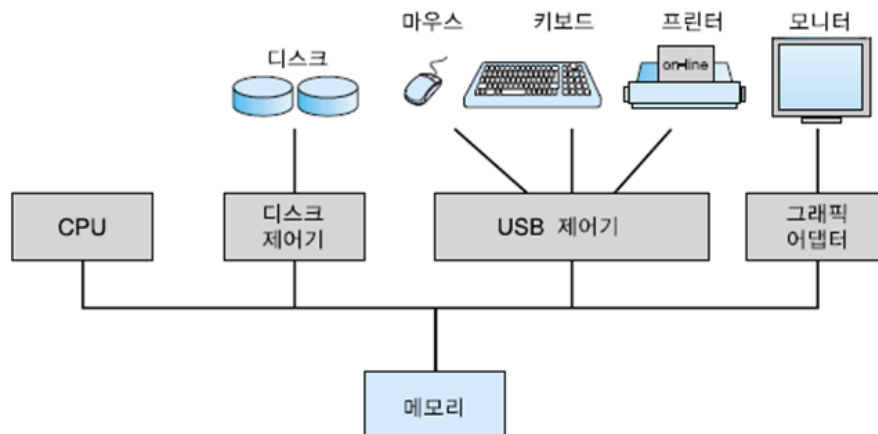 마우스
키보드
프린터
모니터
디스크
on-line
CPU
디스크
제어기
USB 제어기
그래픽
어댑터
메모리